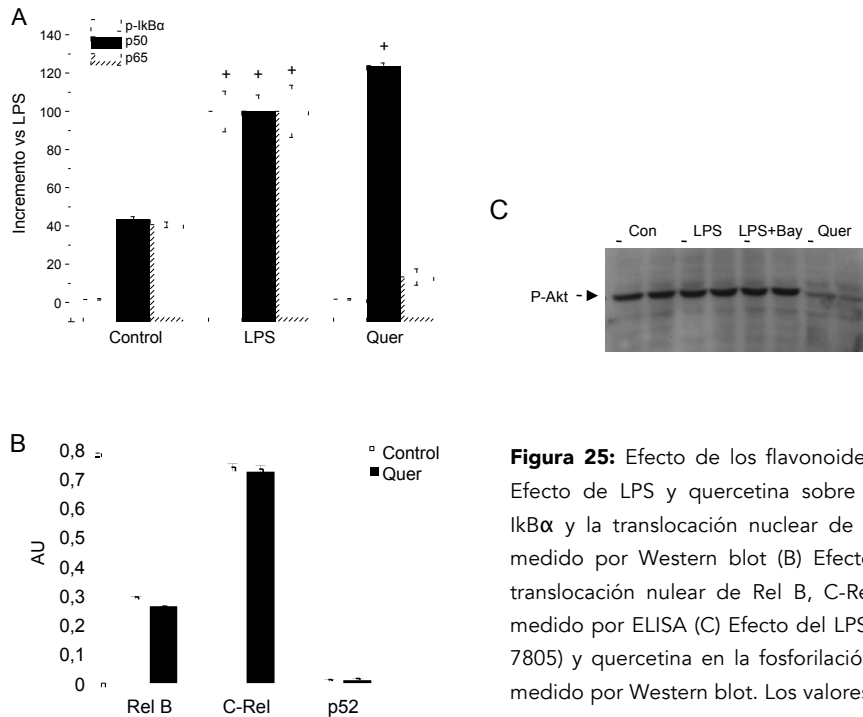 A
p-IkBα
p50
p65
140
120
100
80
60
40
20
0
Incremento vs LPS
+ + + +
Control LPS Quer
C
Con LPS LPS+Bay Quer
P-Akt
B
0,8
0,7
0,6
0,5
0,4
0,3
0,2
0,1
0
AU
Control
Quer
Rel B C-Rel p52
Figura 25: Efecto de los flavonoide
Efecto de LPS y quercetina sobre
IkBα y la translocación nuclear de
medido por Western blot (B) Efecto
translocación nulear de Rel B, C-Re
medido por ELISA (C) Efecto del LPS
7805) y quercetina en la fosforilación
medido por Western blot. Los valores